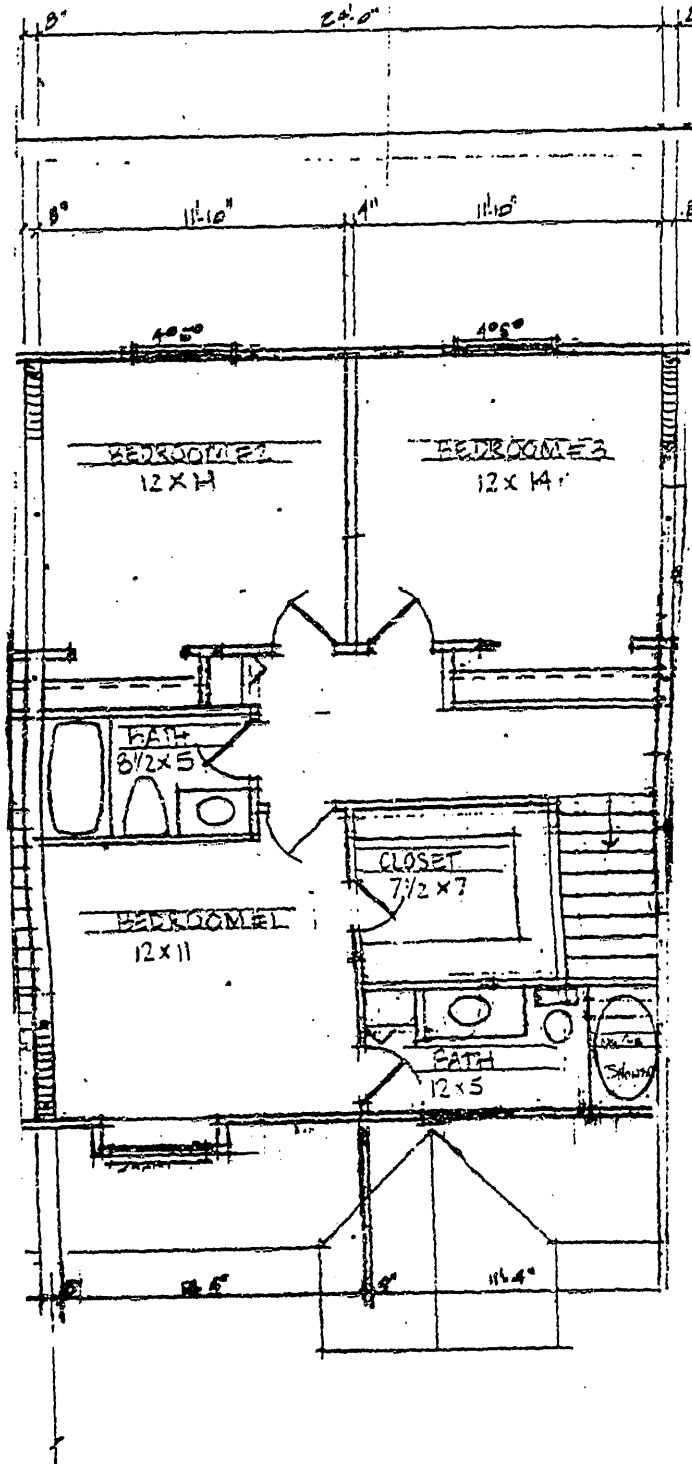 8" 24'-0"
8" 11'-10" 4" 11'-10"
BEDROOM #2
12 X 14
BEDROOM #3
12 X 14
BATH
8 1/2 X 5
CLOSET
7 1/2 X 7
BEDROOM #1
12 X 11
BATH
12 X 5
SHOWER
4" 11'-4"